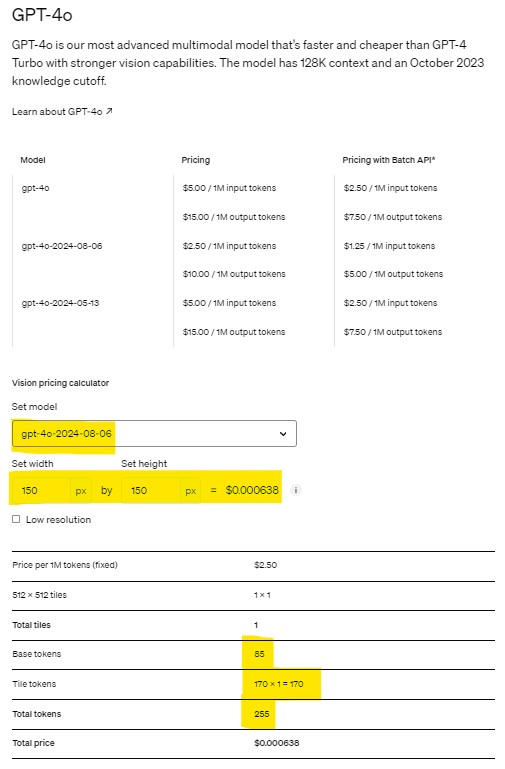 GPT-4o
GPT-4o is our most advanced multimodal model that's faster and cheaper than GPT-4
Turbo with stronger vision capabilities. The model has 128K context and an October 2023
knowledge cutoff.
Learn about GPT-4o ↗
Model Pricing Pricing with Batch API*
gpt-4o $5.00 / 1M input tokens $2.50 / 1M input tokens
$15.00 / 1M output tokens $7.50 / 1M output tokens
gpt-4o-2024-08-06 $2.50 / 1M input tokens $1.25 / 1M input tokens
$10.00 / 1M output tokens $5.00 / 1M output tokens
gpt-4o-2024-05-13 $5.00 / 1M input tokens $2.50 / 1M input tokens
$15.00 / 1M output tokens $7.50 / 1M output tokens
Vision pricing calculator
Set model
gpt-4o-2024-08-06
Set width Set height
150 px by 150 px = $0.000638 i
Low resolution
Price per 1M tokens (fixed) $2.50
512 × 512 tiles 1 × 1
Total tiles 1
Base tokens 85
Tile tokens 170 × 1 = 170
Total tokens 255
Total price $0.000638